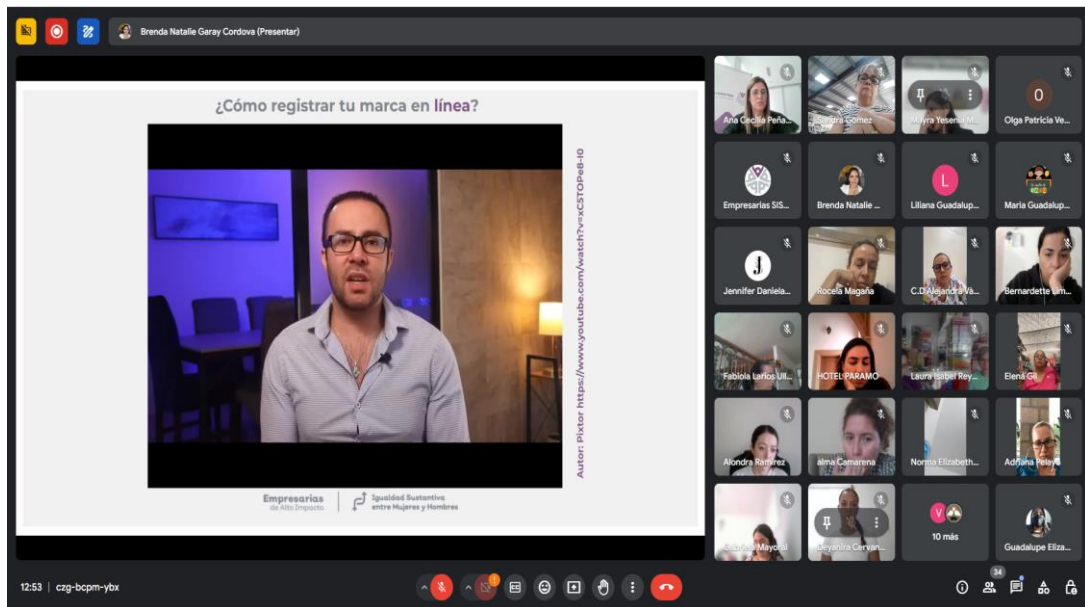 Brenda Natalie Garay Cordova (Presentar)
¿Cómo registrar tu marca en línea?
Autor: Pixtor https://www.youtube.com/watch?v=xC5TOPe8-I0
Empresarias
de Alto Impacto
Igualdad Sustantiva
entre Mujeres y Hombres
Ana Cecilia Peña...
Sandra Gomez
Mayra Yesenia M...
O
Olga Patricia Ve...
Empresarias SIS...
Brenda Natalie ...
L
Liliana Guadalup...
Maria Guadalup...
J
Jennifer Daniela...
Rocela Magaña
C.D Alejandra Va...
Bernardette Lim...
Fabiola Larios Ull...
HOTEL PARAMO
Laura Isabel Rey...
Elena Gil
Alondra Ramirez
alma Camarena
Norma Elizabeth...
Adriana Pelayo
Mayoral
Deyanira Cervan...
V
10 más
Guadalupe Eliza...
12:53 | czg-bcpm-ybx
34